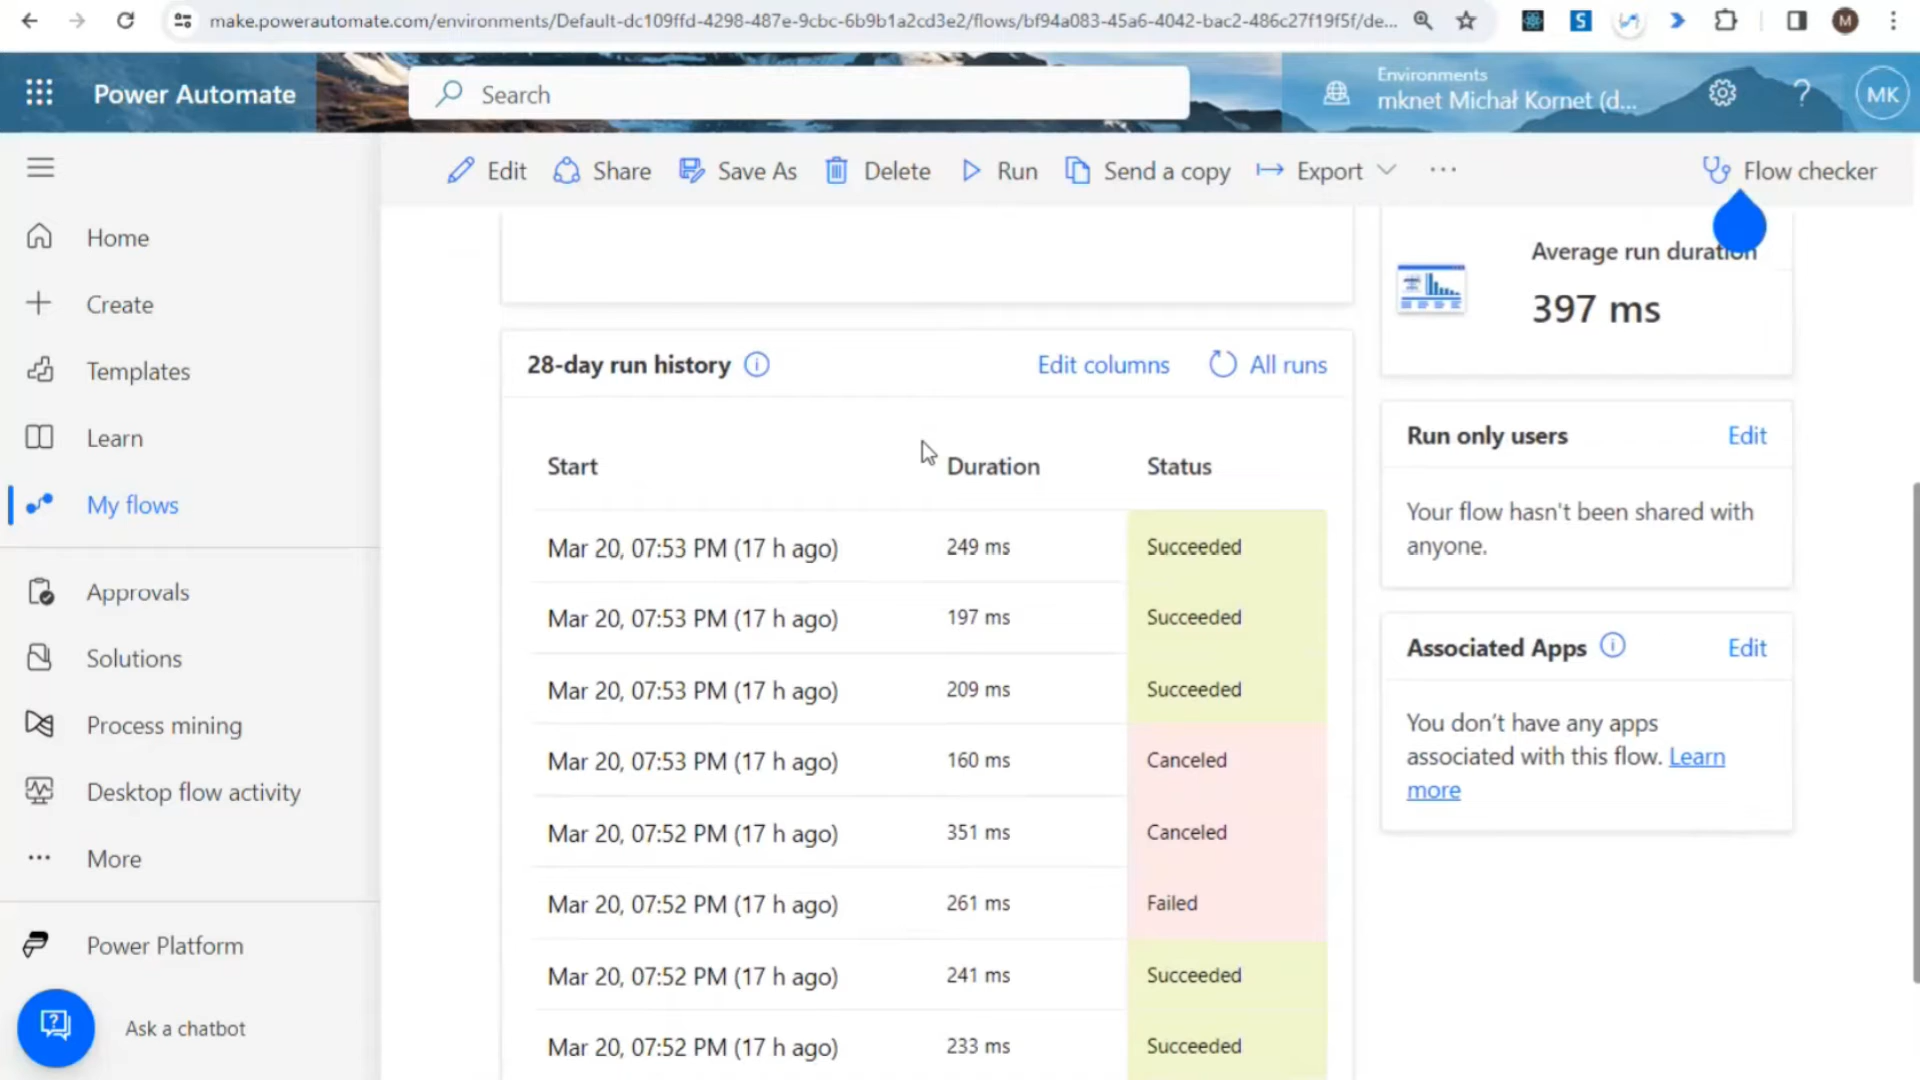 make.powerautomate.com/environments/Default-dc109ffd-4298-487e-9cbc-6b9b1a2cd3e2/flows/bf94a083-45a6-4042-bac2-486c27f19f5f/de...
S
M
Power Automate
Search
Environments
mknet Michał Kornet (d...
?
MK
Edit
Share
Save As
Delete
Run
Send a copy
Export
Flow checker
Home
Create
Templates
Learn
My flows
Approvals
Solutions
Process mining
Desktop flow activity
More
Power Platform
Ask a chatbot
28-day run history
Edit columns
All runs
Start Duration Status
Mar 20, 07:53 PM (17 h ago) 249 ms Succeeded
Mar 20, 07:53 PM (17 h ago) 197 ms Succeeded
Mar 20, 07:53 PM (17 h ago) 209 ms Succeeded
Mar 20, 07:53 PM (17 h ago) 160 ms Canceled
Mar 20, 07:52 PM (17 h ago) 351 ms Canceled
Mar 20, 07:52 PM (17 h ago) 261 ms Failed
Mar 20, 07:52 PM (17 h ago) 241 ms Succeeded
Mar 20, 07:52 PM (17 h ago) 233 ms Succeeded
Average run duration
397 ms
Run only users
Edit
Your flow hasn't been shared with
anyone.
Associated Apps
Edit
You don’t have any apps
associated with this flow. Learn
more